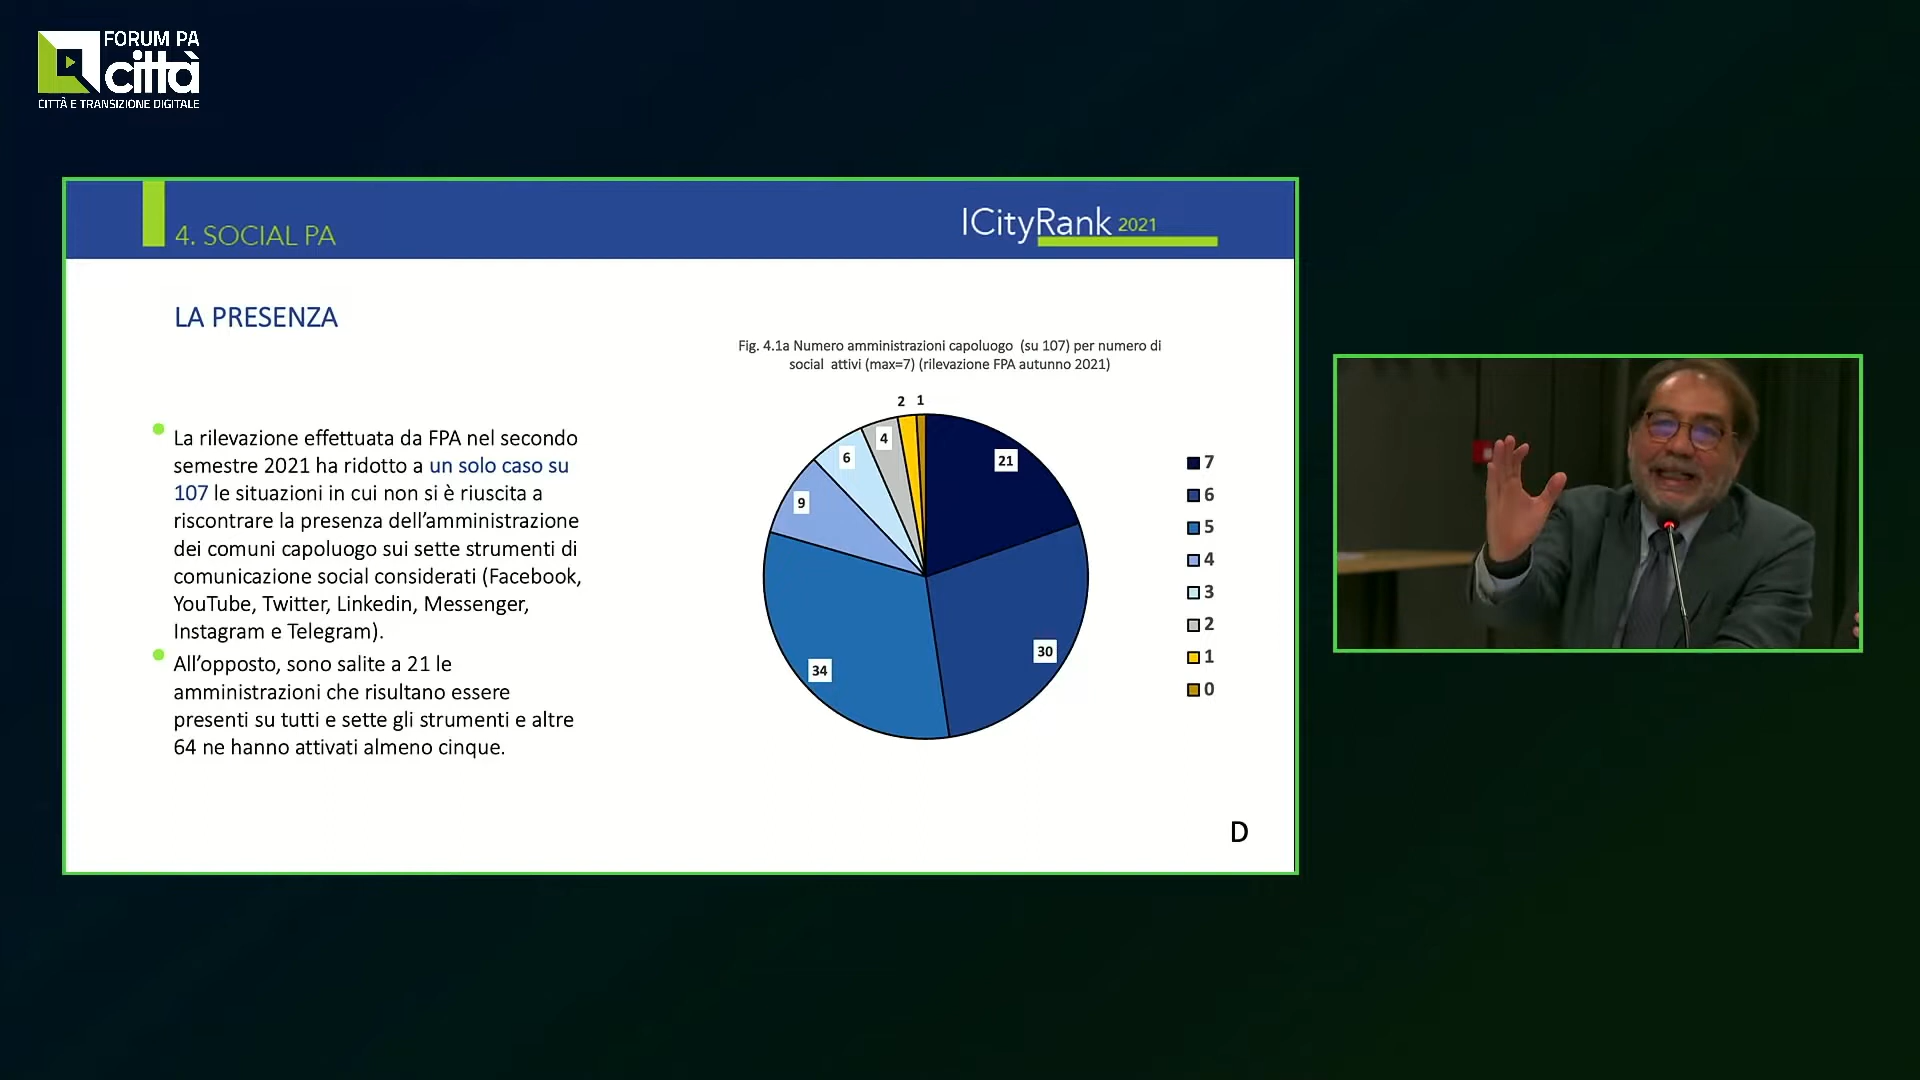 FORUM PA
città
CITTÀ E TRANSIZIONE DIGITALE
4. SOCIAL PA
ICityRank 2021
LA PRESENZA
La rilevazione effettuata da FPA nel secondo
semestre 2021 ha ridotto a un solo caso su
107 le situazioni in cui non si è riuscita a
riscontrare la presenza dell’amministrazione
dei comuni capoluogo sui sette strumenti di
comunicazione social considerati (Facebook,
YouTube, Twitter, Linkedin, Messenger,
Instagram e Telegram).
All’opposto, sono salite a 21 le
amministrazioni che risultano essere
presenti su tutti e sette gli strumenti e altre
64 ne hanno attivati almeno cinque.
Fig. 4.1a Numero amministrazioni capoluogo (su 107) per numero di
social attivi (max=7) (rilevazione FPA autunno 2021)
2 1
4
6
21
9
30
34
7
6
5
4
3
2
1
0
D